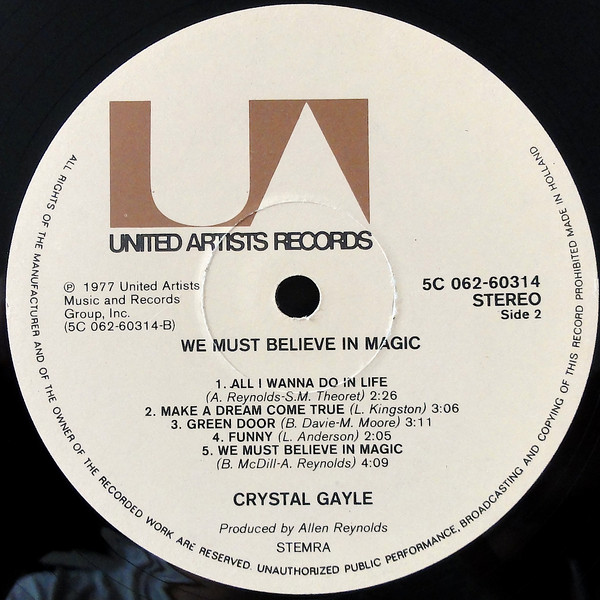 UA
UNITED ARTISTS RECORDS
℗ 1977 United Artists
Music and Records
Group, Inc.
(5C 062-60314-B)
5C 062-60314
STEREO
Side 2
WE MUST BELIEVE IN MAGIC
1. ALL I WANNA DO IN LIFE
(A. Reynolds-S.M. Theoret) 2:26
2. MAKE A DREAM COME TRUE (L. Kingston) 3:06
3. GREEN DOOR (B. Davie-M. Moore) 3:11
4. FUNNY (L. Anderson) 2:05
5. WE MUST BELIEVE IN MAGIC
(B. McDill-A. Reynolds) 4:09
CRYSTAL GAYLE
Produced by Allen Reynolds
STEMRA
ALL RIGHTS OF THE MANUFACTURER AND OF THE OWNER OF THE RECORDED WORK ARE RESERVED. UNAUTHORIZED PUBLIC PERFORMANCE, BROADCASTING AND COPYING OF THIS RECORD PROHIBITED MADE IN HOLLAND